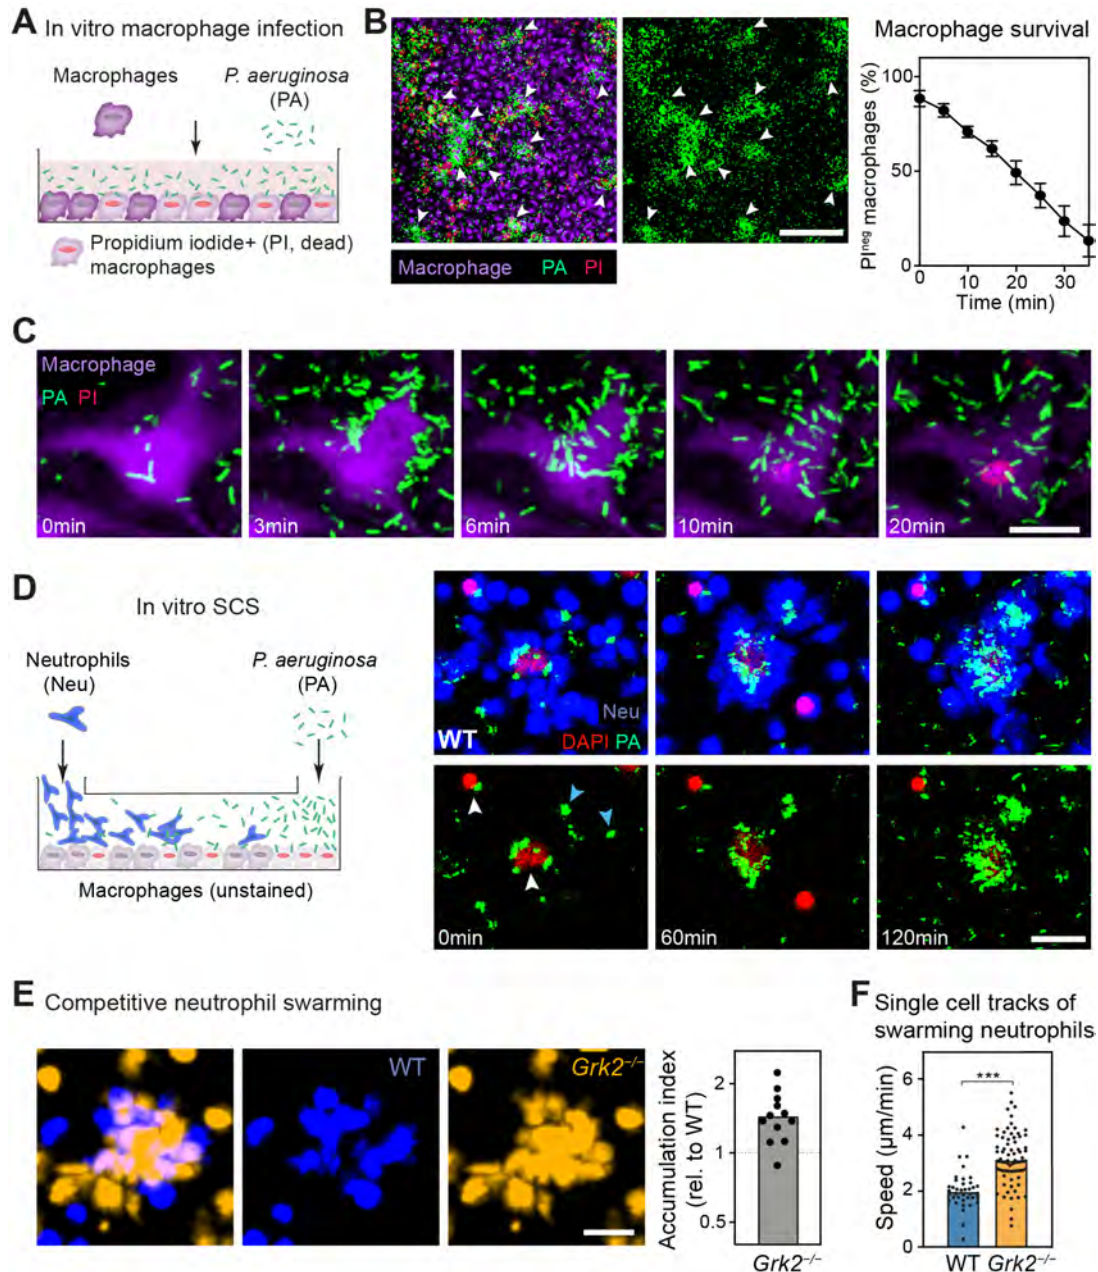 A In vitro macrophage infection
Macrophages
P. aeruginosa
(PA)
Propidium iodide+ (PI, dead)
macrophages
B
Macrophage PA PI
Macrophage survival
PIneg macrophages (%)
100
50
0
0 10 20 30
Time (min)
C
Macrophage
PA PI
0min
3min
6min
10min
20min
D
In vitro SCS
Neutrophils
(Neu)
P. aeruginosa
(PA)
Macrophages (unstained)
Neu
WT DAPI PA
0min
60min
120min
E Competitive neutrophil swarming
WT
Grk2–/–
Accumulation index
(rel. to WT)
2
1
0.5
Grk2–/–
F Single cell tracks of
swarming neutrophils
Speed (µm/min)
6
4
2
0
***
WT Grk2–/–